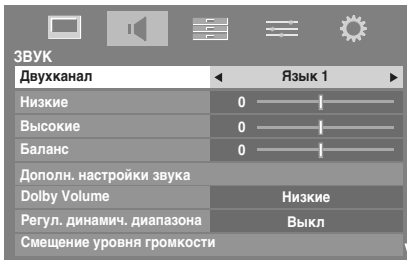 ЗВУК
Двухканал Язык 1
Низкие 0
Высокие 0
Баланс 0
Дополн. настройки звука
Dolby Volume Низкие
Регул. динамич. диапазона Выкл
Смещение уровня громкости